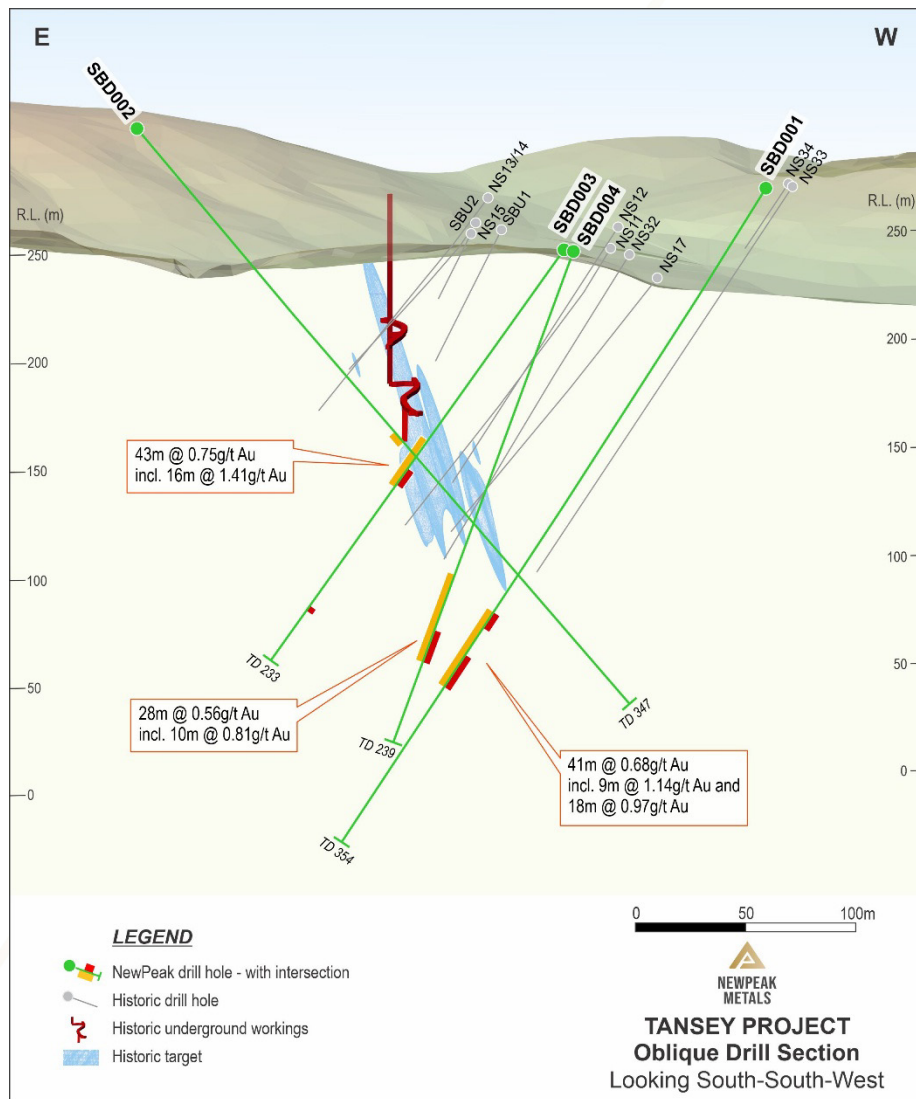 E
W
SBD002
NS13/14
SBU2
NS15
SBU1
SBD003
SBD004
NS12
NS11
NS32
NS17
SBD001
NS34
NS33
R.L. (m)
R.L. (m)
250
250
200
200
150
150
100
100
50
50
0
0
43m @ 0.75g/t Au
incl. 16m @ 1.41g/t Au
28m @ 0.56g/t Au
incl. 10m @ 0.81g/t Au
41m @ 0.68g/t Au
incl. 9m @ 1.14g/t Au and
18m @ 0.97g/t Au
TD 233
TD 239
TD 347
TD 354
LEGEND
NewPeak drill hole - with intersection
Historic drill hole
Historic underground workings
Historic target
0 50 100m
NEWPEAK
METALS
TANSEY PROJECT
Oblique Drill Section
Looking South-South-West